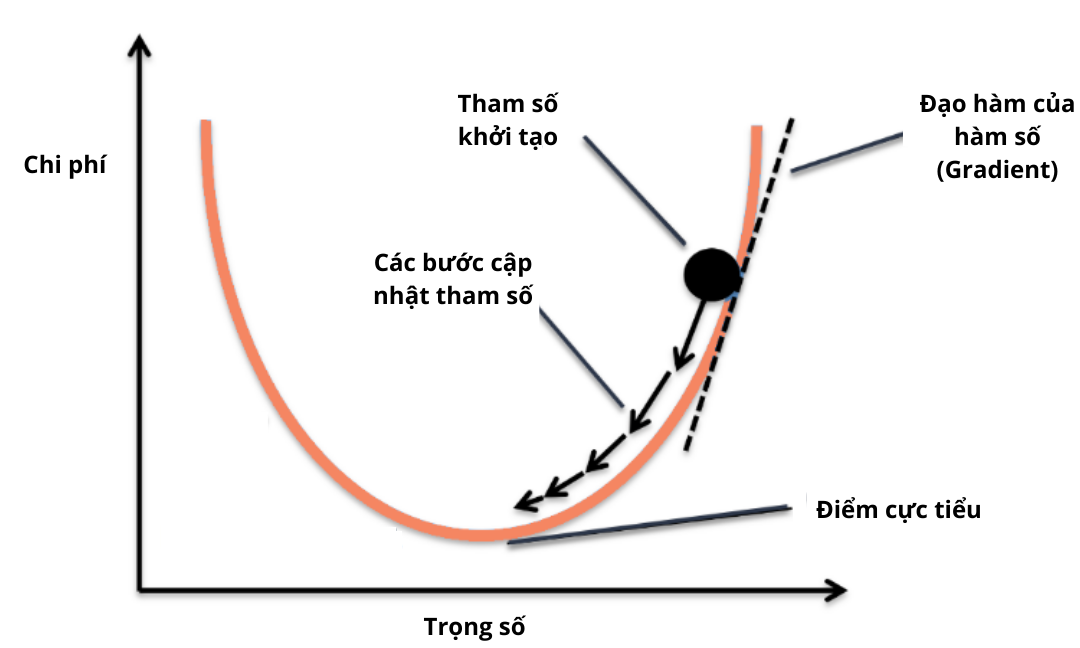 Tham số
khởi tạo
Đạo hàm của
hàm số
(Gradient)
Chi phí
Các bước cập
nhật tham số
Điểm cực tiểu
Trọng số